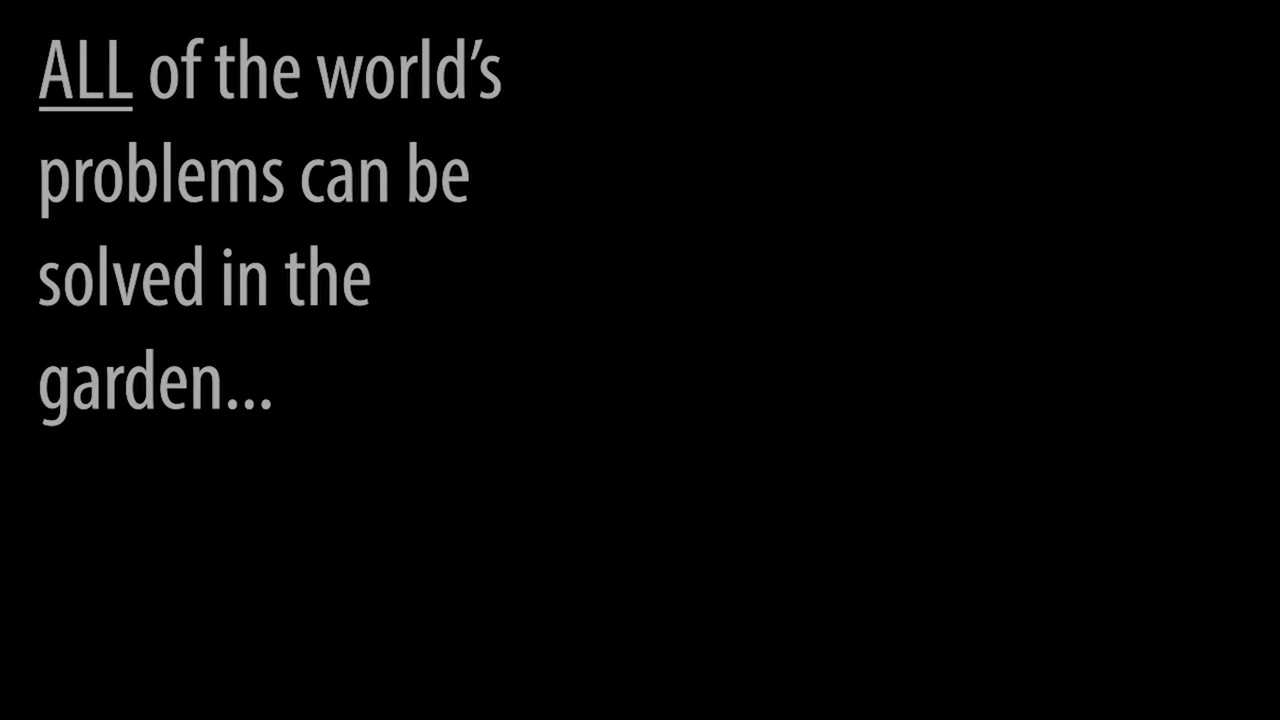 ALL of the world’s
problems can be
solved in the
garden...